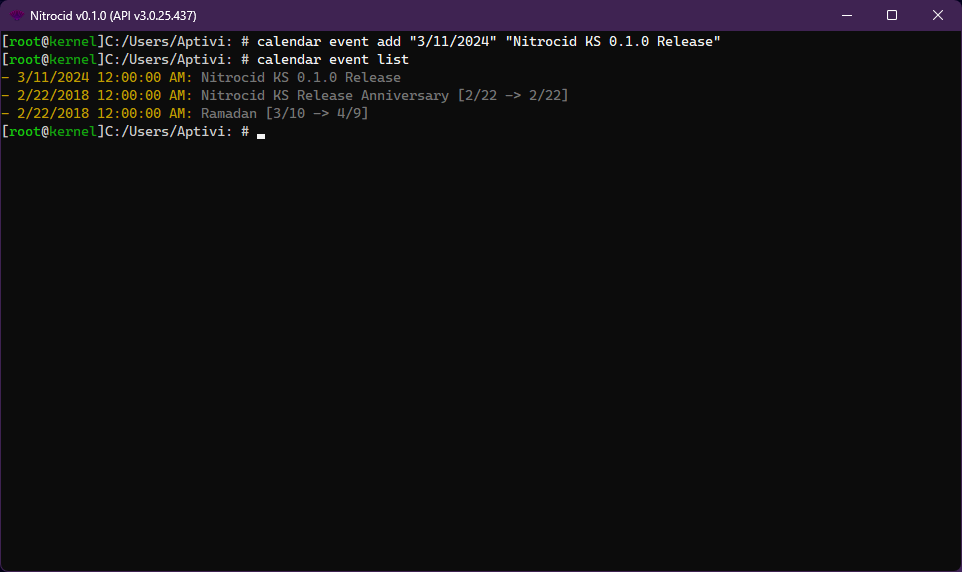 Nitrocid v0.1.0 (API v3.0.25.437)
[root@kernel]C:/Users/Aptivi: # calendar event add "3/11/2024" "Nitrocid KS 0.1.0 Release"
[root@kernel]C:/Users/Aptivi: # calendar event list
- 3/11/2024 12:00:00 AM: Nitrocid KS 0.1.0 Release
- 2/22/2018 12:00:00 AM: Nitrocid KS Release Anniversary [2/22 -> 2/22]
- 2/22/2018 12:00:00 AM: Ramadan [3/10 -> 4/9]
[root@kernel]C:/Users/Aptivi: #